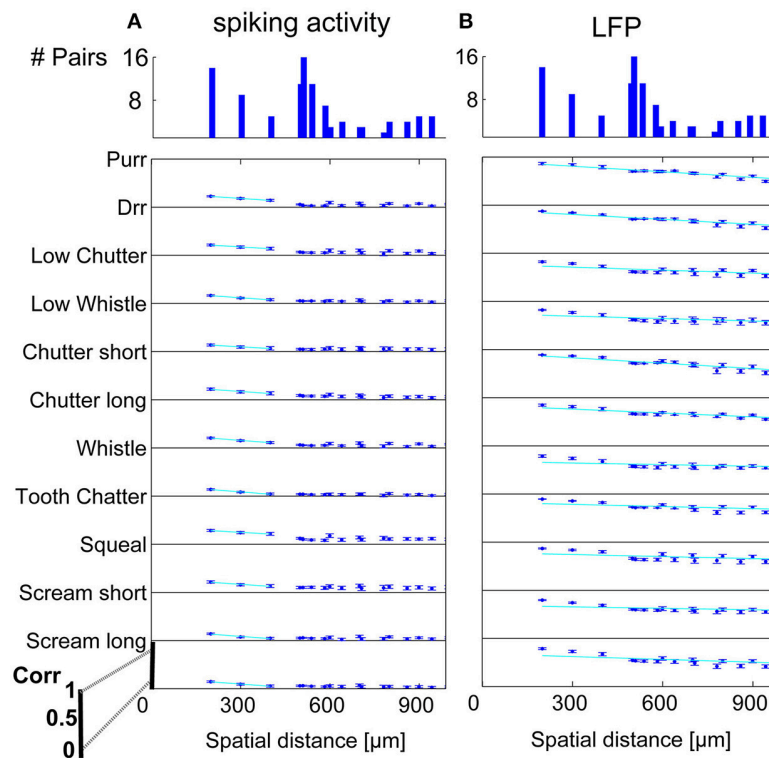 A
spiking activity
B
LFP
# Pairs
16
8
16
8
Purr
Drr
Low Chutter
Low Whistle
Chutter short
Chutter long
Whistle
Tooth Chatter
Squeal
Scream short
Scream long
Corr
1
0.5
0
0 300 600 900
0 300 600 900
Spatial distance [µm]
Spatial distance [µm]